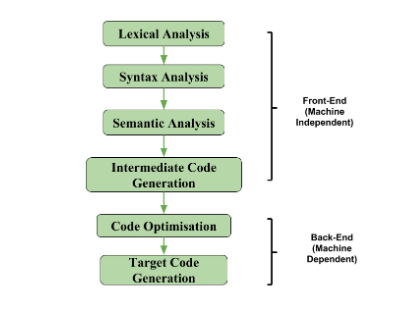 Lexical Analysis
Syntax Analysis
Semantic Analysis
Intermediate Code
Generation
Front-End
(Machine
Independent)
Code Optimisation
Target Code
Generation
Back-End
(Machine
Dependent)